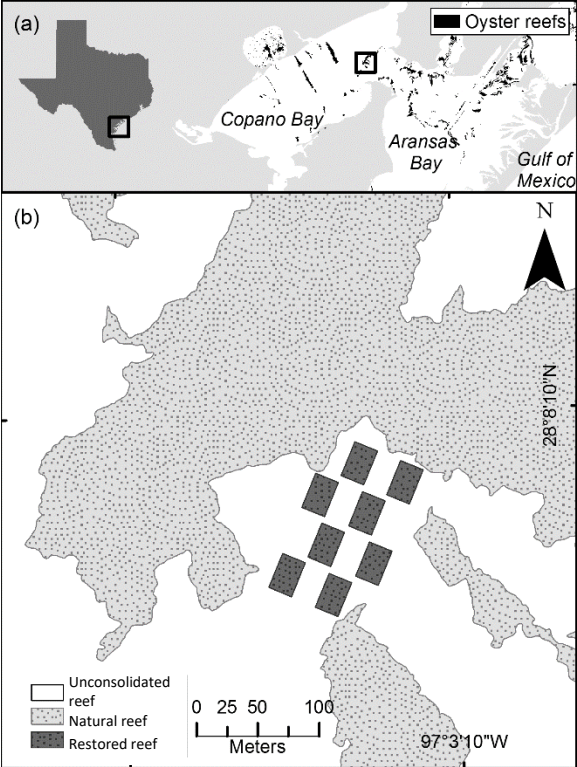 (a)
Oyster reefs
Copano Bay
Aransas
Bay
Gulf of
Mexico
(b)
N
28°8'10"N
Unconsolidated
reef
Natural reef
Restored reef
0 25 50 100
Meters
97°3'10"W